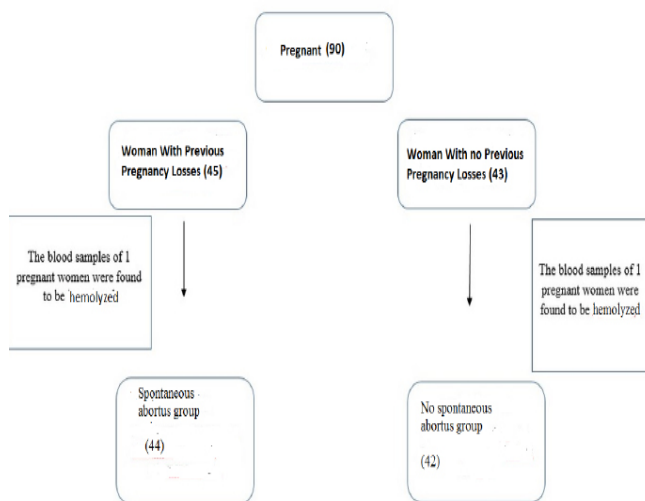 Pregnant (90)
Woman With Previous
Pregnancy Losses (45)
Woman With no Previous
Pregnancy Losses (43)
The blood samples of 1
pregnant women were found
to be hemolyzed
The blood samples of 1
pregnant women were
found to be hemolyzed
Spontaneous
abortus group
(44)
No spontaneous
abortus group
(42)